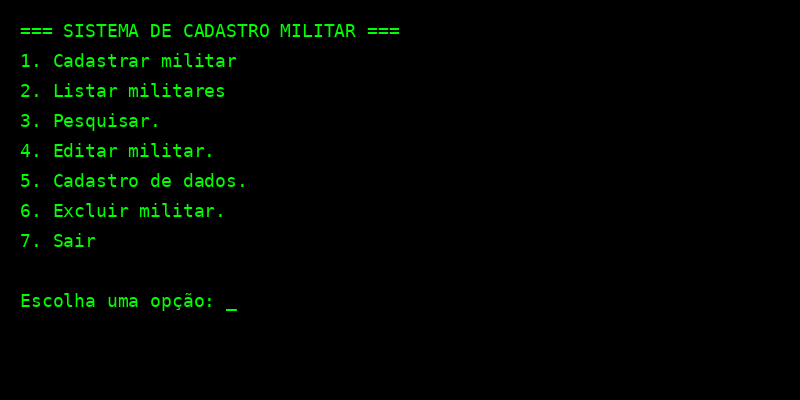 === SISTEMA DE CADASTRO MILITAR ===
1. Cadastrar militar
2. Listar militares
3. Pesquisar.
4. Editar militar.
5. Cadastro de dados.
6. Excluir militar.
7. Sair
Escolha uma opção: _